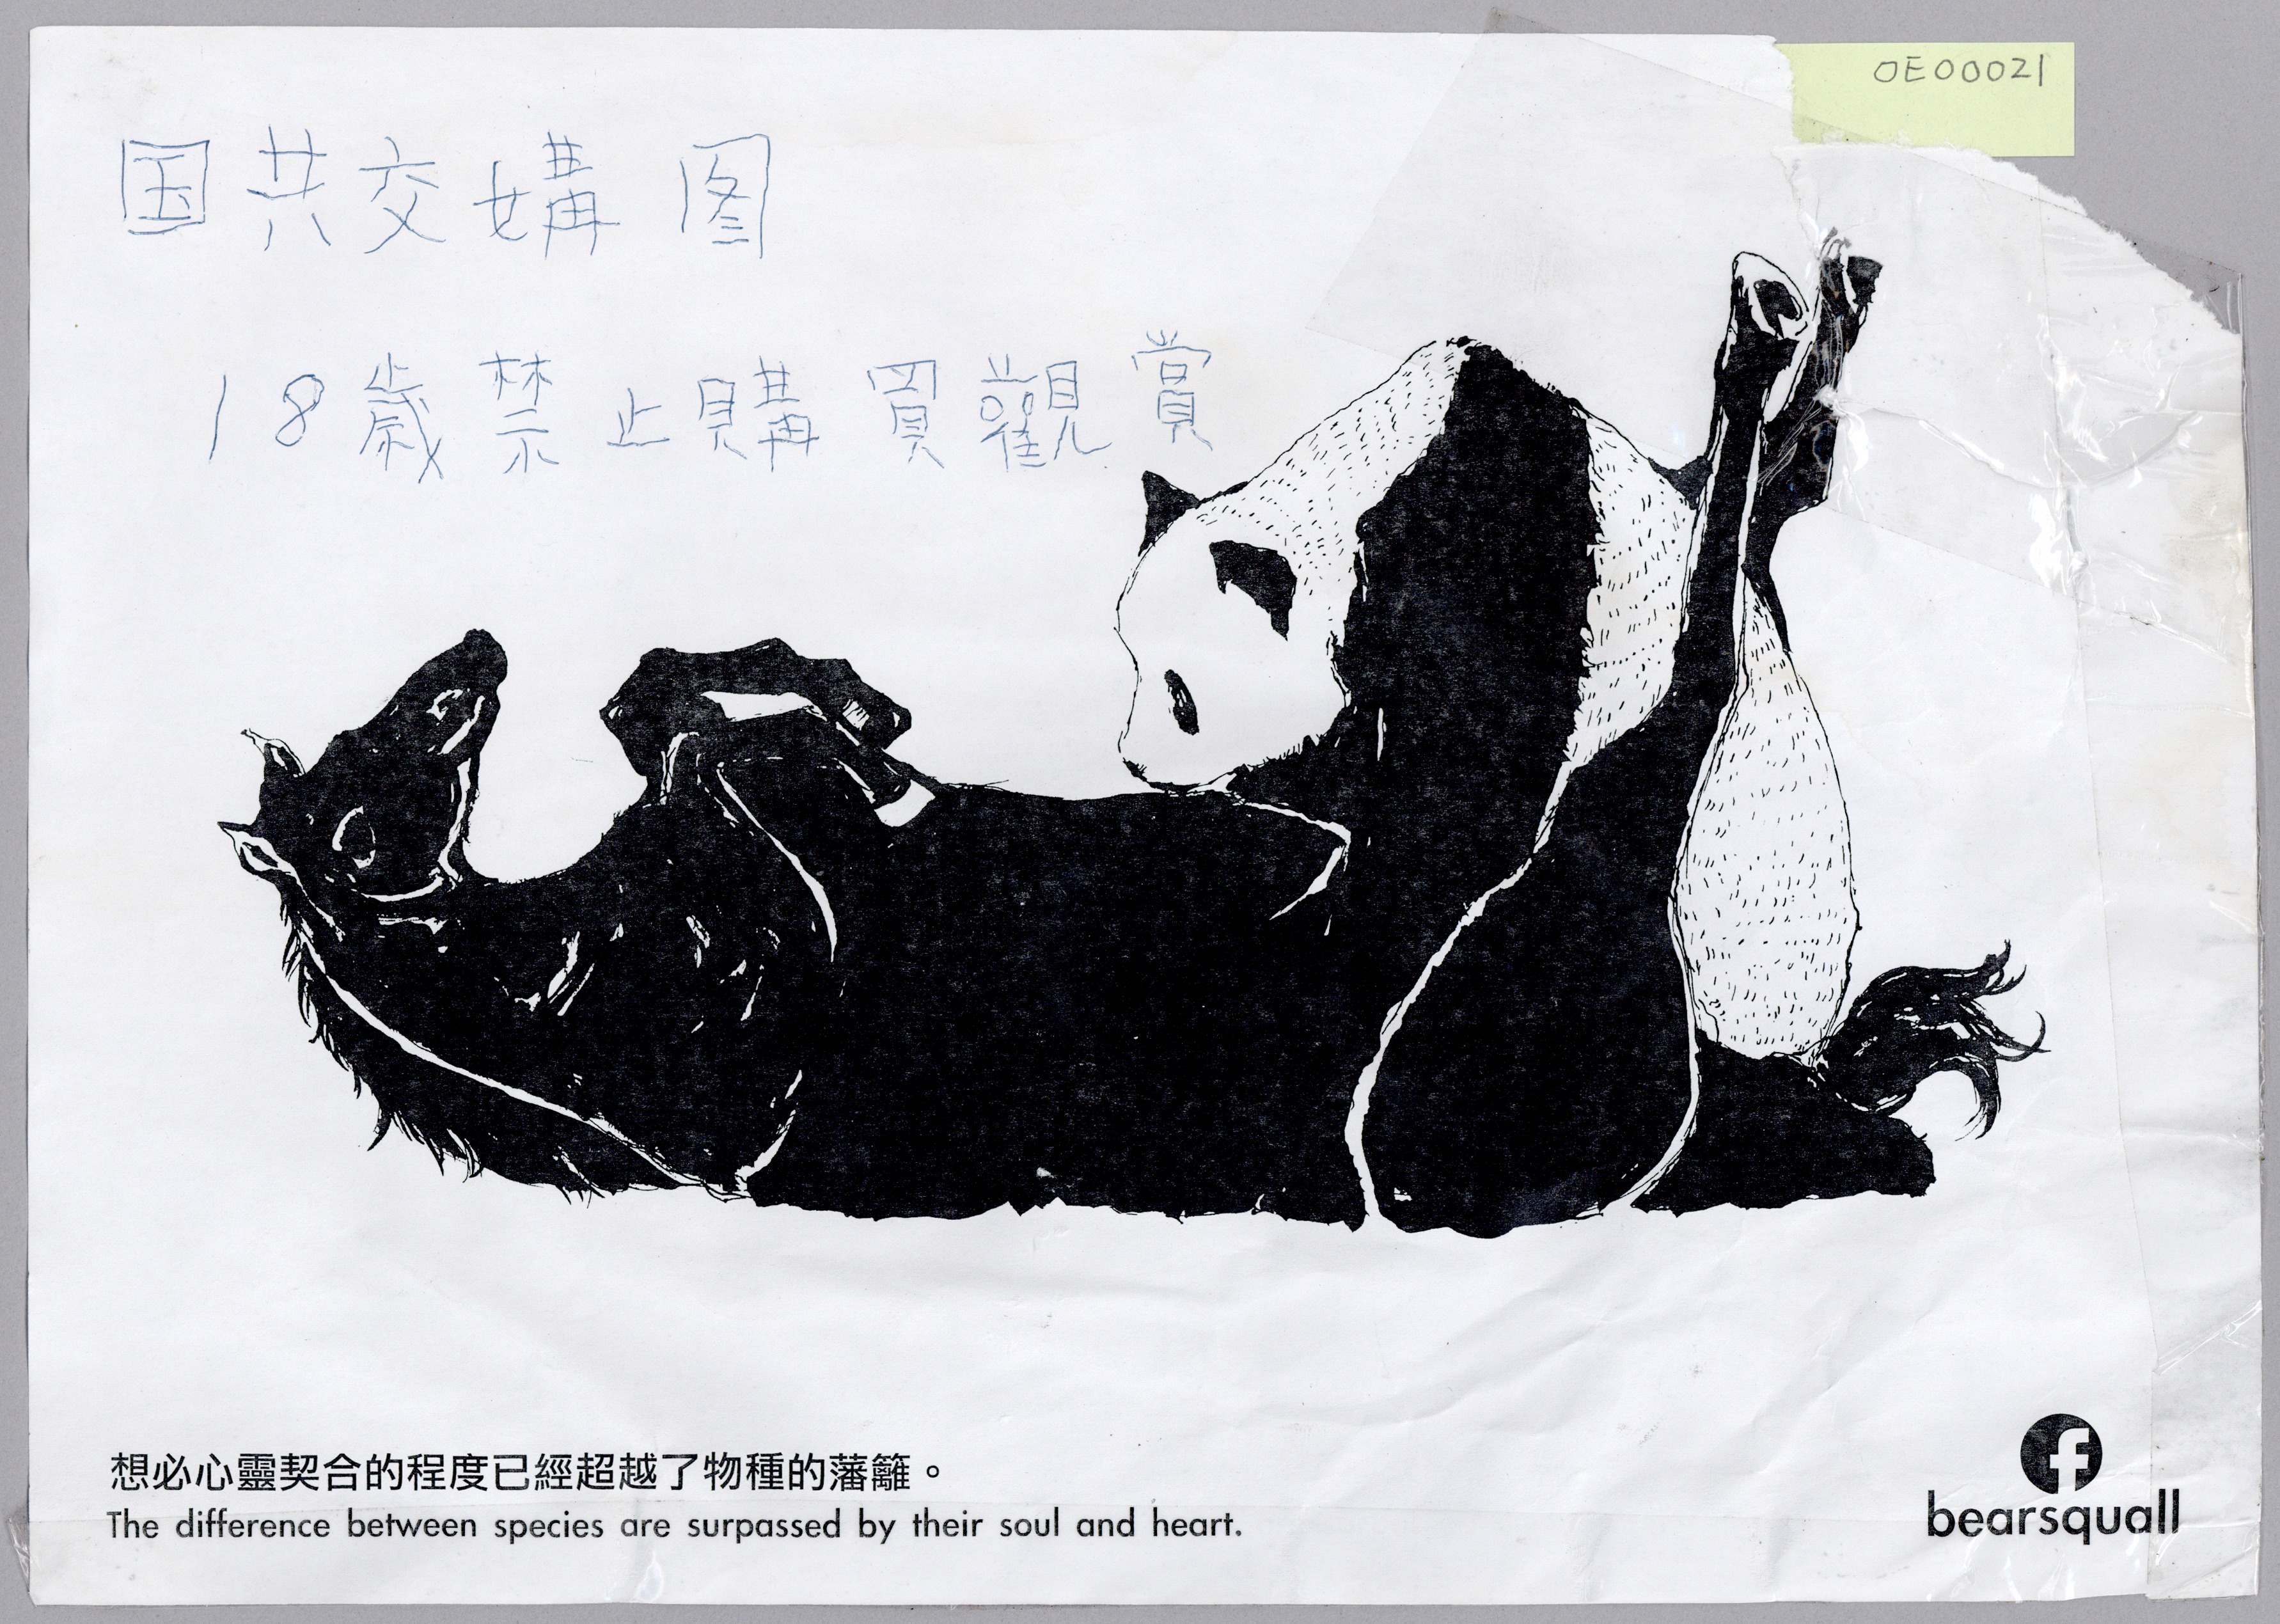 OE00021
国共交媾图
18歲禁止購買觀賞
想必心靈契合的程度已經超越了物種的藩籬。
The difference between species are surpassed by their soul and heart.
bearsquall